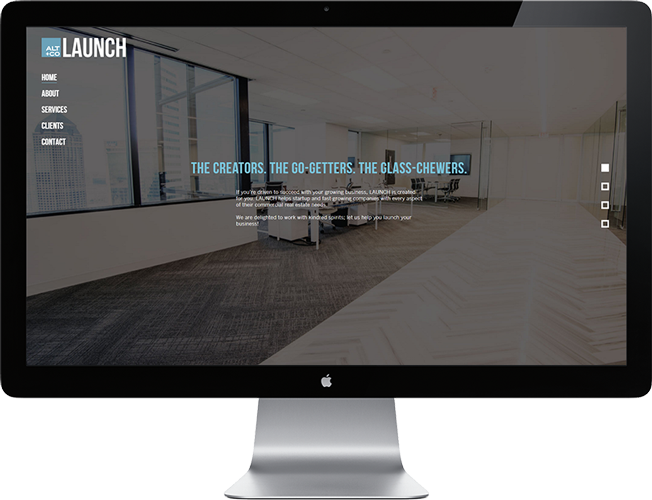 ALT
+CO
LAUNCH
HOME
ABOUT
SERVICES
CLIENTS
CONTACT
THE CREATORS. THE GO-GETTERS. THE GLASS-CHEWERS.
If you're driven to succeed with your growing business, LAUNCH is created
for you. LAUNCH helps startup and fast growing companies with every aspect
of their commercial real estate needs.
We are delighted to work with kindred spirits; let us help you launch your
business!